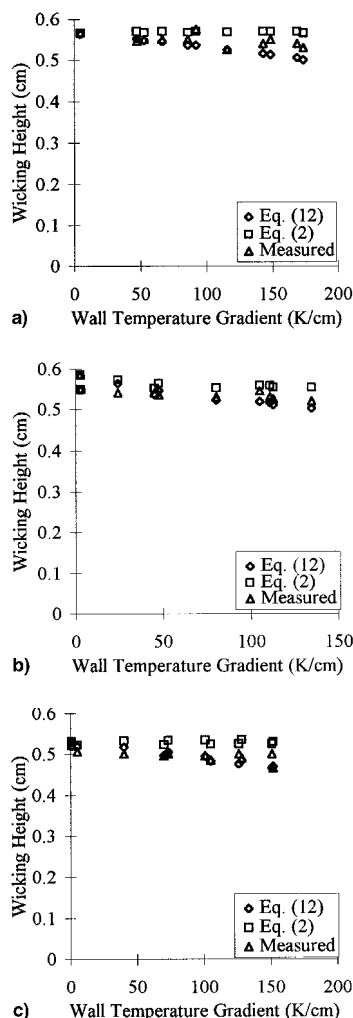 Wicking Height (cm)
0.6
0.5
0.4
0.3
0.2
0.1
0
Eq. (12)
Eq. (2)
Measured
0 50 100 150 200
a) Wall Temperature Gradient (K/cm)
Wicking Height (cm)
0.6
0.5
0.4
0.3
0.2
0.1
0
Eq. (12)
Eq. (2)
Measured
0 50 100 150
b) Wall Temperature Gradient (K/cm)
Wicking Height (cm)
0.6
0.5
0.4
0.3
0.2
0.1
0
Eq. (12)
Eq. (2)
Measured
0 50 100 150 200
c) Wall Temperature Gradient (K/cm)